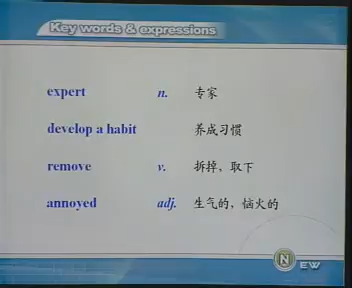 Key words & expressions
expert n. 专家
develop a habit 养成习惯
remove v. 拆掉，取下
annoyed adj. 生气的，恼火的
NEW